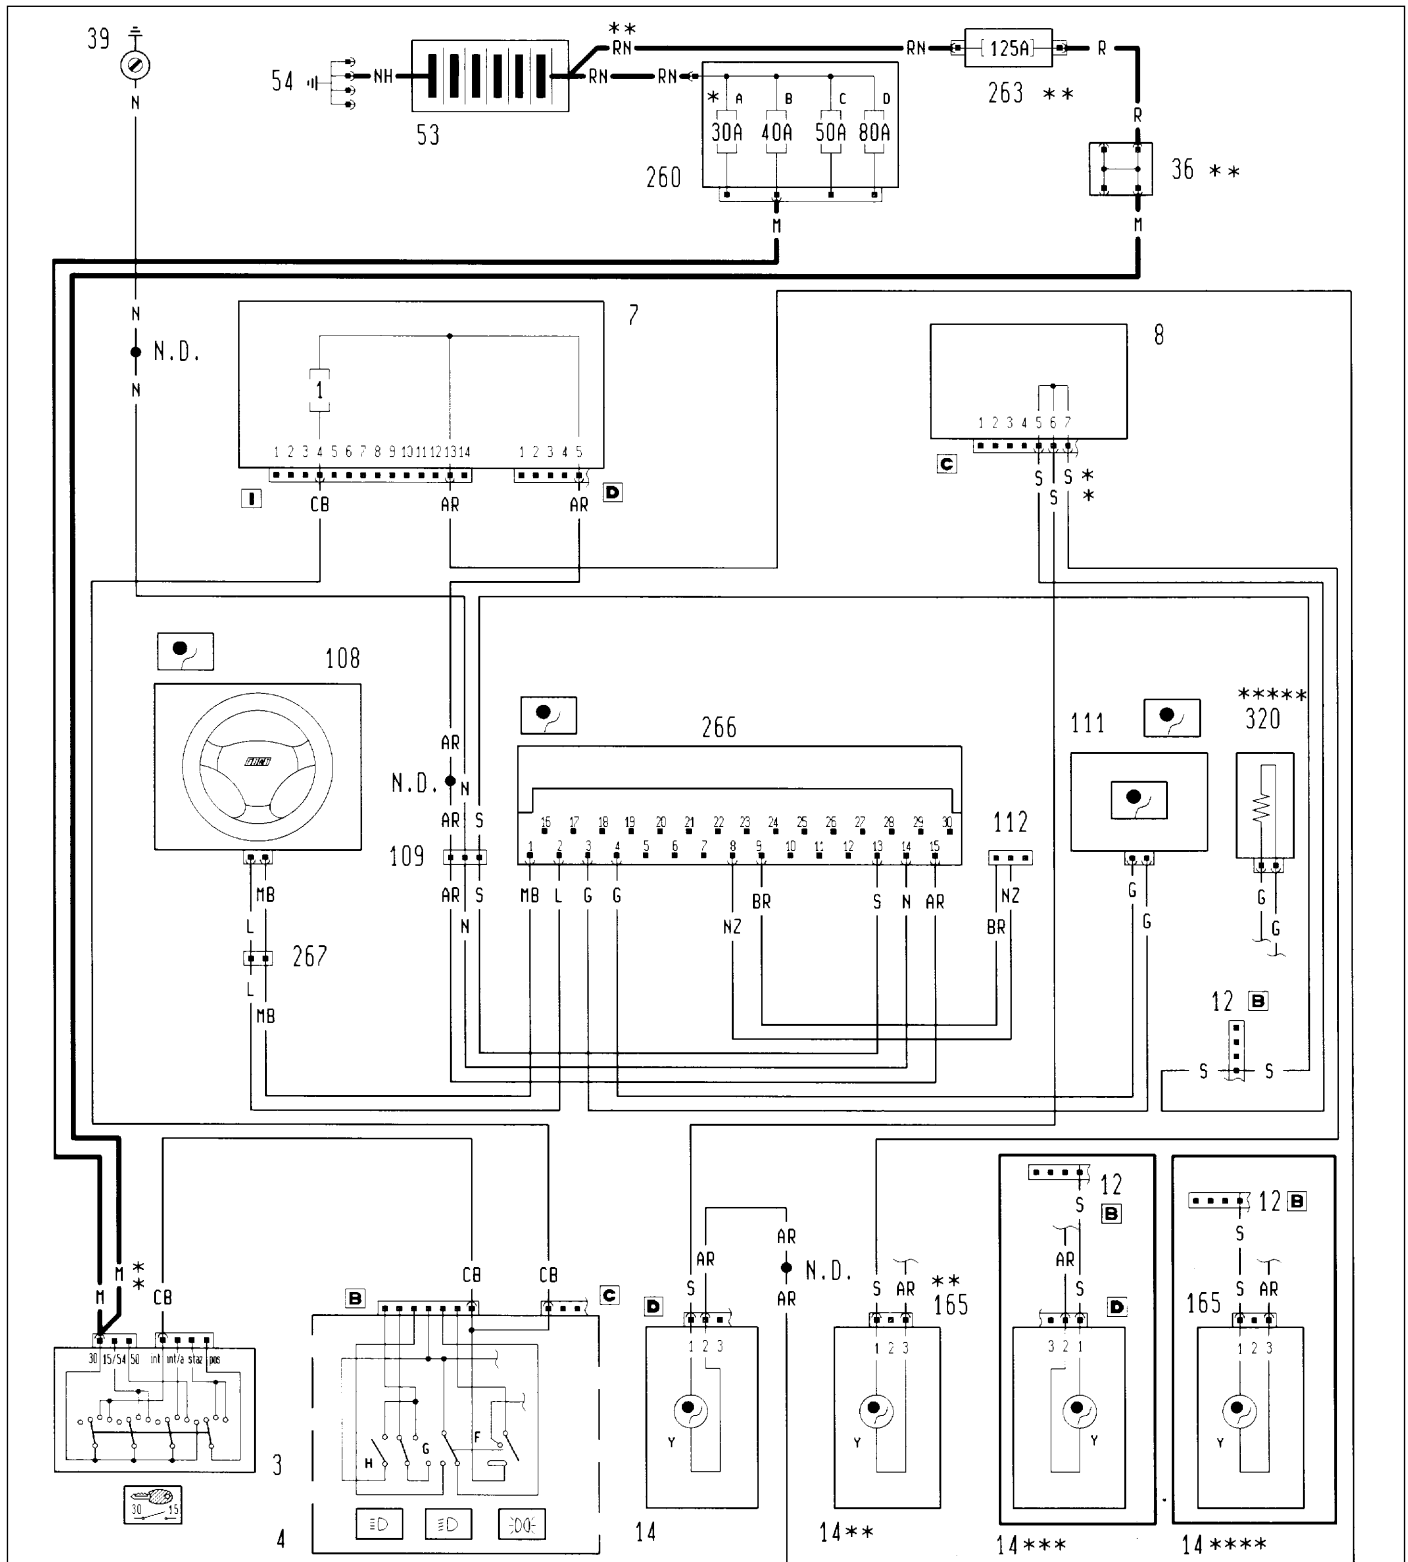 39
**
RN
RN
[125A]
R
54
NH
RN
RN
263 **
N
*
A
B
C
D
53
30A
40A
50A
80A
R
260
36 **
M
M
N
7
8
N.D.
N
1
1 2 3 4 5 6 7
1 2 3 4 5 6 7 8 9 10 11 12 13 14
1 2 3 4 5
C
I
CB
AR
AR
D
S
S
S
*
*
108
*****
320
266
111
AR
N.D.
N
AR
S
16 17 18 19 20 21 22 23 24 25 26 27 28 29 30
112
109
1 2 3 4 5 6 7 8 9 10 11 12 13 14 15
MB
AR
S
MB
L
G
G
BR
S
N
AR
NZ
G
G
L
N
NZ
BR
G
G
267
L
MB
12
B
S
S
12
B
12
B
S
S
M
M
*
*
CB
CB
CB
AR
AR
N.D.
AR
AR
S
S
AR
**
165
S
S
AR
165
B
C
D
AR
S
D
30
15/54
50
int
int/a
staz
pos
1 2 3
1 2 3
3 2 1
1 2 3
H
G
F
Y
Y
Y
Y
3
30
15
4
14
14**
14***
14****